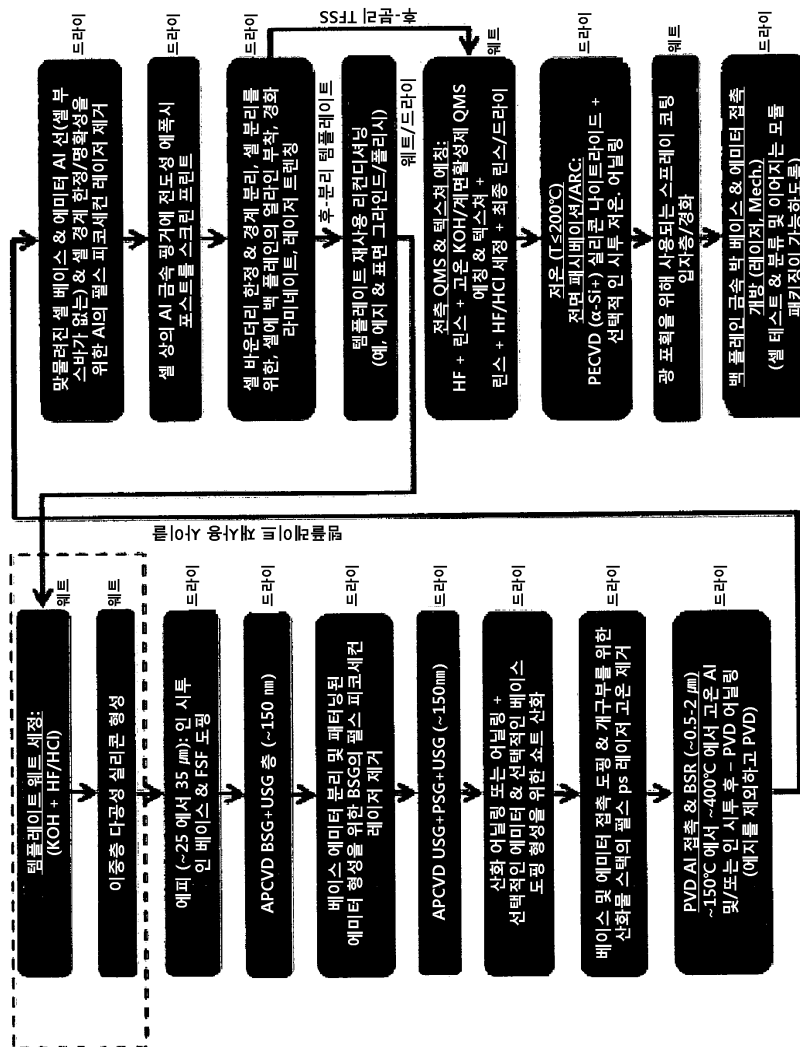 템플레이트 웨트 세정:
(KOH + HF/HCl)
웨트
이중층 다공성 실리콘 형성
웨트
에피 (~25 에서 35 ㎛): 인 시투
인 베이스 & FSF 도핑
드라이
APCVD BSG+USG 층 (~150 ㎚)
드라이
베이스 에미터 분리 및 패터닝된
에미터 형성을 위한 BSG의 펄스 피코세컨
레이저 제거
드라이
APCVD USG+PSG+USG (~150nm)
드라이
산화 어닐링 또는 어닐링 +
선택적인 에미터 & 선택적인 베이스
도핑 형성을 위한 쇼트 산화
드라이
베이스 및 에미터 접촉 도핑 & 개구부를 위한
산화물 스택의 펄스 ps 레이저 고온 제거
드라이
PVD Al 접촉 & BSR (~0.5-2 ㎛)
~150℃ 에서 ~400℃ 에서 고온 Al
및/또는 인 시투 후 – PVD 어닐링
(에지를 제외하고 PVD)
드라이
템플레이트 재사용 사이클
맞물려진 셀 베이스 & 에미터 Al 선(셀 부
스바가 없는) & 셀 경계 한정/명확성을
위한 Al의 펄스 피코세컨 레이저 제거
드라이
셀 상의 Al 금속 핑거에 전도성 에폭시
포스트를 스크린 프린트
드라이
셀 바운더리 한정 & 경계 분리, 셀 분리를
위한, 셀에 백 플레인의 얼라인 부착, 경화
라미네이트, 레이저 트렌칭
드라이
후-분리 TFSS
후-분리 템플레이트
템플레이트 재사용 리컨디셔닝
(예, 에지 & 표면 그라인드/폴리시)
웨트/드라이
전측 QMS & 텍스처 에칭:
HF + 린스 + 고온 KOH/계면활성제 QMS
에칭 & 텍스처 +
린스 + HF/HCl 세정 + 최종 린스/드라이
웨트
저온 (T≤200℃)
전면 패시베이션/ARC:
PECVD (α-Si+) 실리콘 나이트라이드 +
선택적 인 시투 저온. 어닐링
드라이
광 포획을 위해 사용되는 스프레이 코팅
입자층/경화
웨트
백 플레인 금속 박 베이스 & 에미터 접촉
개방 (레이저, Mech.)
(셀 테스트 & 분류 및 이어지는 모듈
패키징이 가능하도록)
드라이